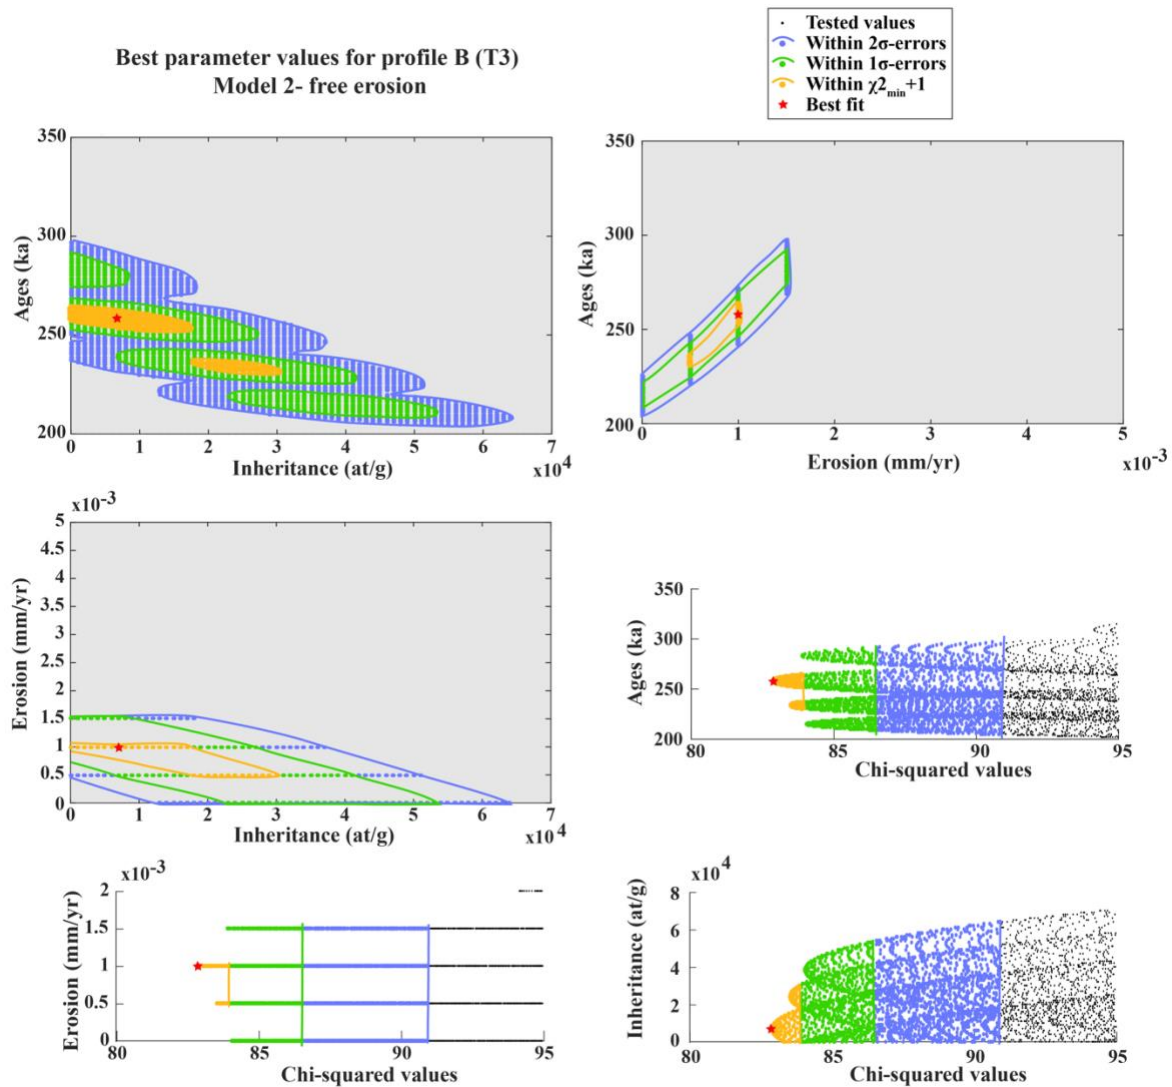 Best parameter values for profile B (T3)
Model 2- free erosion
Tested values
Within 2σ-errors
Within 1σ-errors
Within χ2min+1
Best fit
350
300
250
200
Ages (ka)
0 1 2 3 4 5 6 7
Inheritance (at/g)
x10^4
350
300
250
200
Ages (ka)
0 1 2 3 4 5
Erosion (mm/yr)
x10^-3
x10^-3
5
4.5
4
3.5
3
2.5
2
1.5
1
0.5
0
Erosion (mm/yr)
0 1 2 3 4 5 6 7
Inheritance (at/g)
x10^4
400
300
250
200
Ages (ka)
80 85 90 95
Chi-squared values
x10^-3
2
1.5
1
0.5
0
Erosion (mm/yr)
80 85 90 95
Chi-squared values
x10^4
8
6
4
2
0
Inheritance (at/g)
80 85 90 95
Chi-squared values